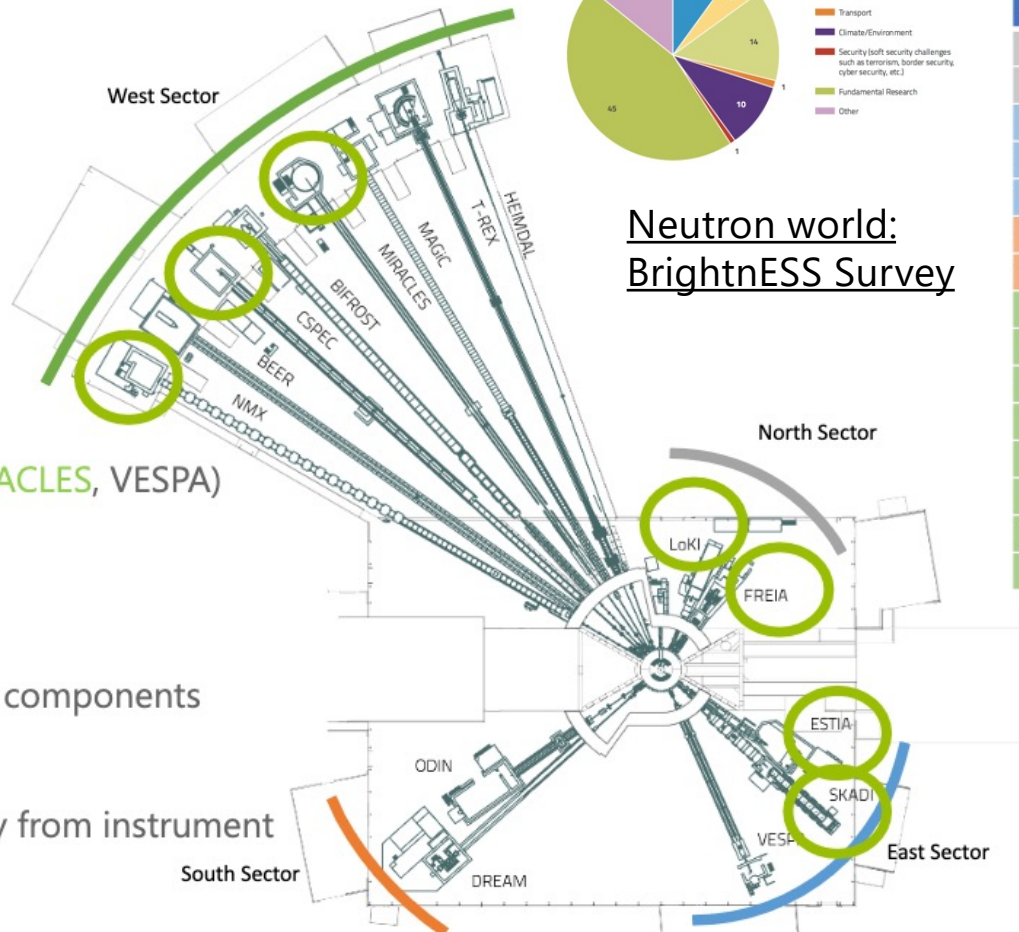 Transport
Climate/Environment
Security (soft security challenges
such as terrorism, border security,
cyber security, etc.)
Fundamental Research
Other
14
1
10
1
45
Neutron world:
BrightnESS Survey
West Sector
HEIMDAL
T-REX
MAGiC
MIRACLES
BIFROST
CSPEC
BEER
NMX
ACLES, VESPA)
North Sector
LoKI
FREIA
components
ESTIA
ODIN
SKADI
y from instrument
VESPA
East Sector
South Sector
DREAM